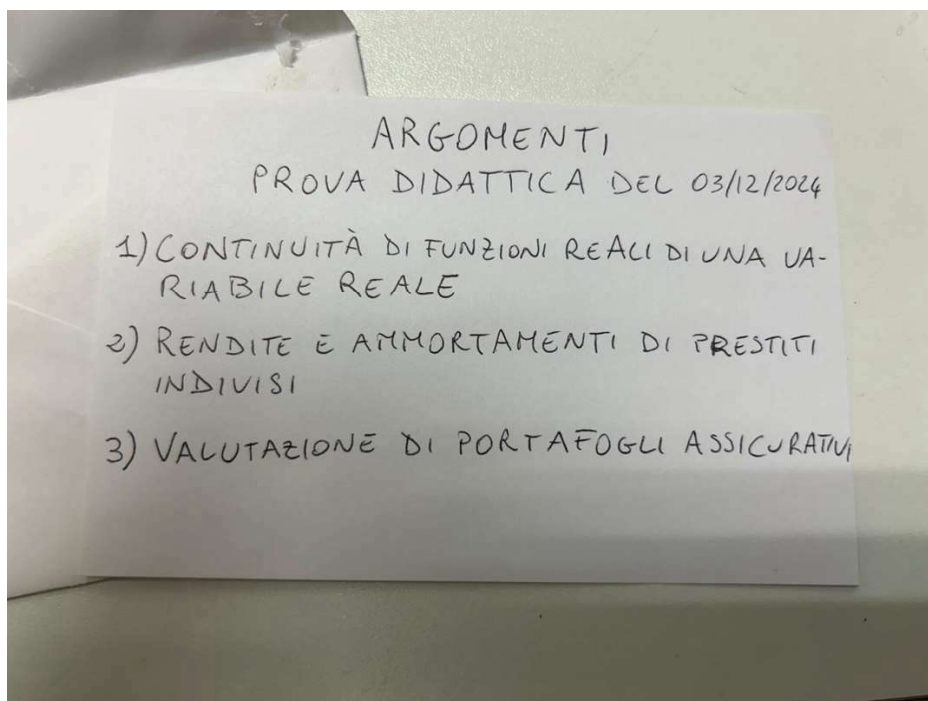 ARGOMENTI
PROVA DIDATTICA DEL 03/12/2024
1) CONTINUITÀ DI FUNZIONI REALI DI UNA VA-
RIABILE REALE
2) RENDITE E AMMORTAMENTI DI PRESTITI
INDIVISI
3) VALUTAZIONE DI PORTAFOGLI ASSICURATIVI